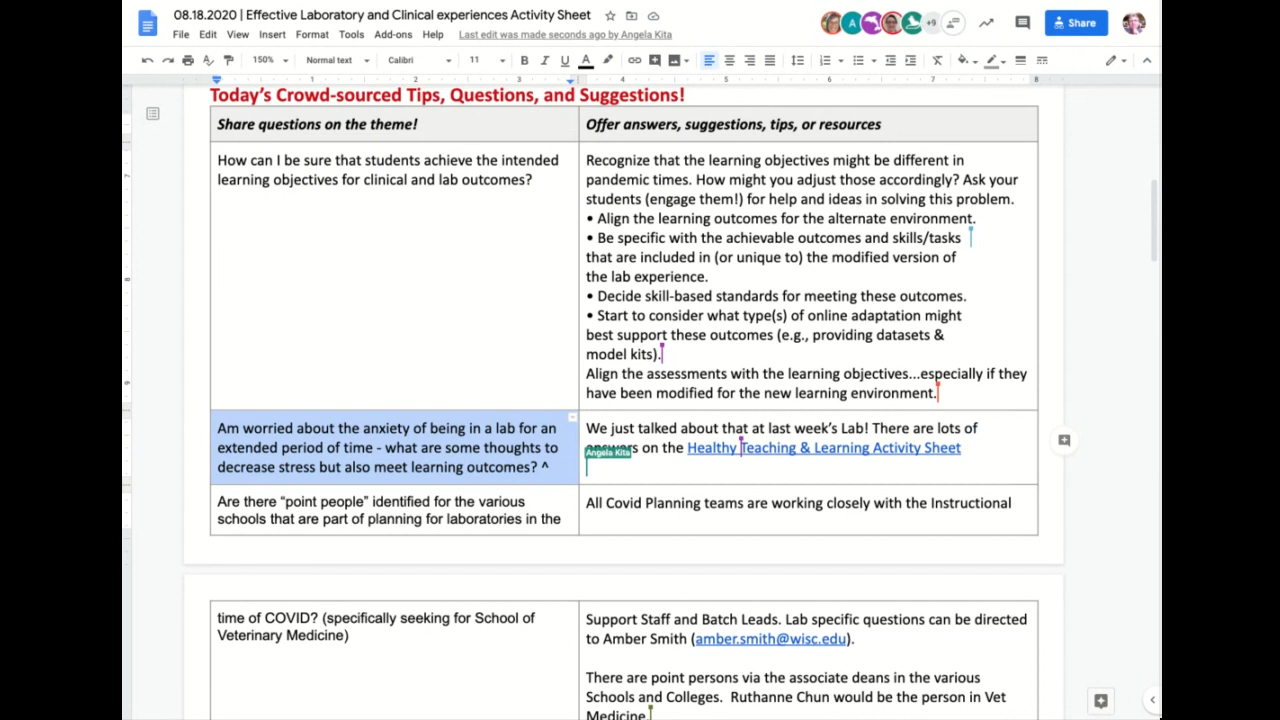 08.18.2020 | Effective Laboratory and Clinical experiences Activity Sheet
A
+9
Share
File Edit View Insert Format Tools Add-ons Help Last edit was made seconds ago by Angela Kita
150% Normal text Calibri 11 B I U A
1 2 3 4 5 6 7 8
Today's Crowd-sourced Tips, Questions, and Suggestions!
Share questions on the theme!
Offer answers, suggestions, tips, or resources
How can I be sure that students achieve the intended
learning objectives for clinical and lab outcomes?
Recognize that the learning objectives might be different in
pandemic times. How might you adjust those accordingly? Ask your
students (engage them!) for help and ideas in solving this problem.
• Align the learning outcomes for the alternate environment.
• Be specific with the achievable outcomes and skills/tasks
that are included in (or unique to) the modified version of
the lab experience.
• Decide skill-based standards for meeting these outcomes.
• Start to consider what type(s) of online adaptation might
best support these outcomes (e.g., providing datasets &
model kits).
Align the assessments with the learning objectives...especially if they
have been modified for the new learning environment.
Am worried about the anxiety of being in a lab for an
extended period of time - what are some thoughts to
decrease stress but also meet learning outcomes? ^
We just talked about that at last week's Lab! There are lots of
answers on the Healthy Teaching & Learning Activity Sheet
Angela Kita
Are there "point people" identified for the various
schools that are part of planning for laboratories in the
All Covid Planning teams are working closely with the Instructional
time of COVID? (specifically seeking for School of
Veterinary Medicine)
Support Staff and Batch Leads. Lab specific questions can be directed
to Amber Smith (amber.smith@wisc.edu).
There are point persons via the associate deans in the various
Schools and Colleges. Ruthanne Chun would be the person in Vet
Medicine.